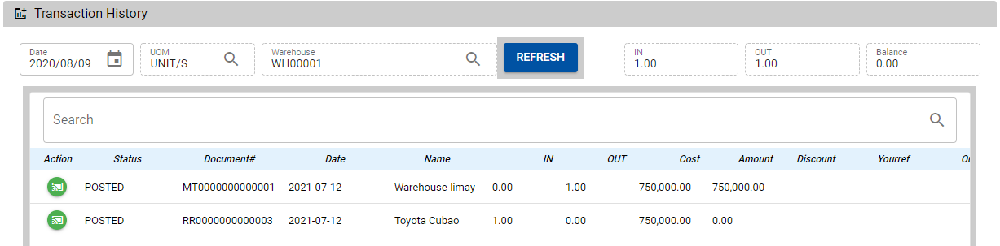 Transaction History
Date UOM Warehouse IN OUT Balance
2020/08/09 UNIT/S WH00001 REFRESH 1.00 1.00 0.00
Search
Action Status Document# Date Name IN OUT Cost Amount Discount Yourref
POSTED MT0000000000001 2021-07-12 Warehouse-limay 0.00 1.00 750,000.00 750,000.00
POSTED RR0000000000003 2021-07-12 Toyota Cubao 1.00 0.00 750,000.00 0.00